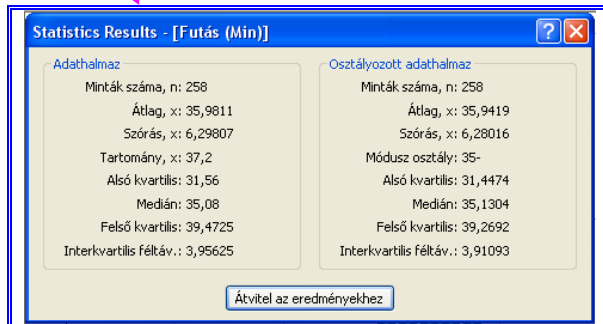 Statistics Results - [Futás (Min)]
Adathalmaz
Minták száma, n: 258
Átlag, x: 35,9811
Szórás, x: 6,29807
Tartomány, x: 37,2
Alsó kvartilis: 31,56
Medián: 35,08
Felső kvartilis: 39,4725
Interkvartilis féltáv.: 3,95625
Osztályozott adathalmaz
Minták száma, n: 258
Átlag, x: 35,9419
Szórás, x: 6,28016
Módusz osztály: 35-
Alsó kvartilis: 31,4474
Medián: 35,1304
Felső kvartilis: 39,2692
Interkvartilis féltáv.: 3,91093
Átvitel az eredményekhez